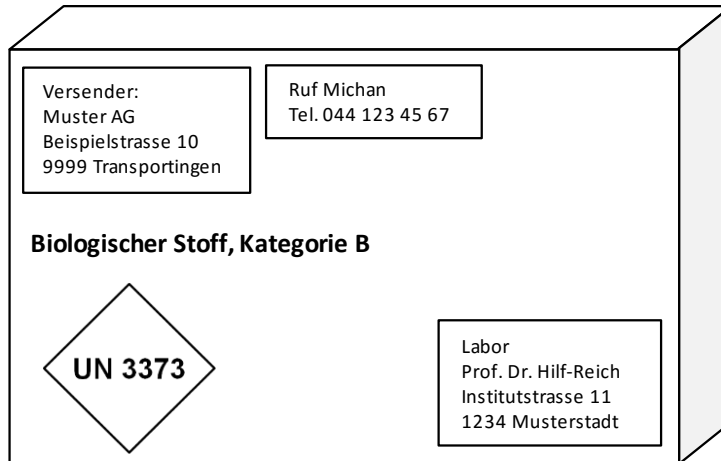 Versender:
Muster AG
Beispielstrasse 10
9999 Transportingen
Ruf Michan
Tel. 044 123 45 67
Biologischer Stoff, Kategorie B
UN 3373
Labor
Prof. Dr. Hilf-Reich
Institutstrasse 11
1234 Musterstadt